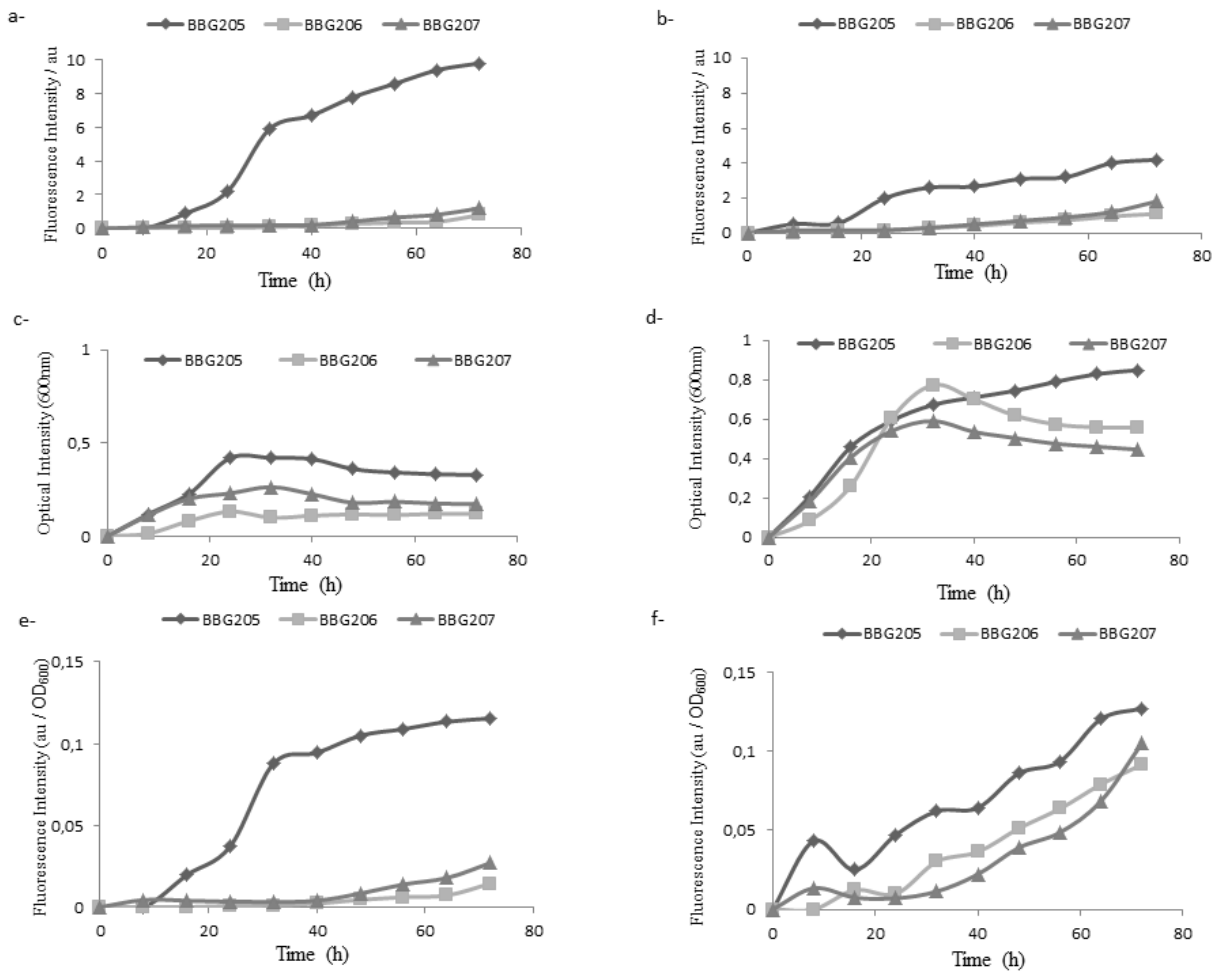 a-
BBG205 BBG206 BBG207
Fluorescence Intensity / au
10
8
6
4
2
0
0 20 40 60 80
Time (h)
b-
BBG205 BBG206 BBG207
Fluorescence Intensity / au
10
8
6
4
2
0
0 20 40 60 80
Time (h)
c-
BBG205 BBG206 BBG207
Optical Intensity (600nm)
1
0,5
0
0 20 40 60 80
Time (h)
d-
BBG205 BBG206 BBG207
Optical Intensity (600nm)
1
0,8
0,6
0,4
0,2
0
0 20 40 60 80
Time (h)
e-
BBG205 BBG206 BBG207
Fluorescence Intensity (au / OD600)
0,15
0,1
0,05
0
0 20 40 60 80
Time (h)
f-
BBG205 BBG206 BBG207
Fluorescence Intensity (au / OD600)
0,15
0,1
0,05
0
0 20 40 60 80
Time (h)